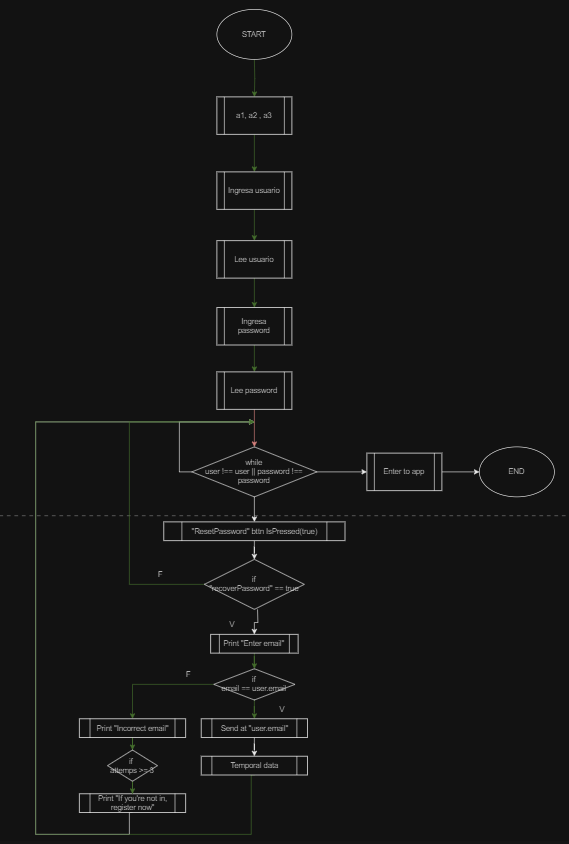 START
a1, a2 , a3
Ingresa usuario
Lee usuario
Ingresa
password
Lee password
while
user !== user || password !==
password
Enter to app
END
"ResetPassword" bttn IsPressed(true)
if
"recoverPassword" == true
F
V
Print "Enter email"
if
email == user.email
F
V
Print "Incorrect email"
Send at "user.email"
if
attemps >= 3
Temporal data
Print "If you're not in,
register now"